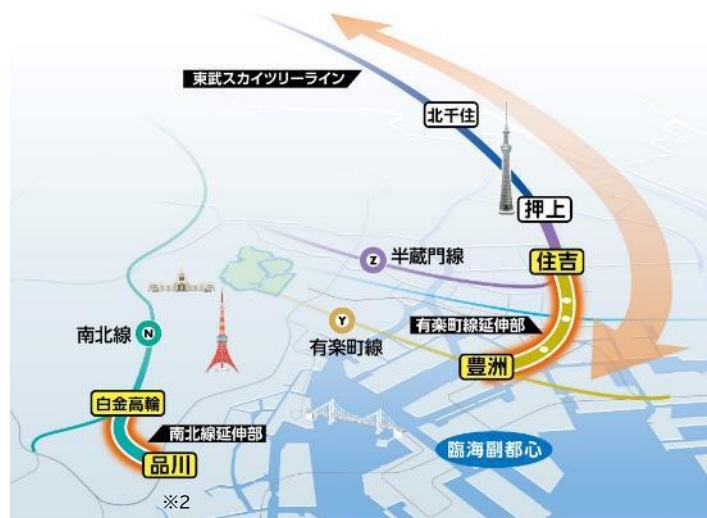 東武スカイツリーライン
北千住
押上
Z
半蔵門線
住吉
Y
有楽町線
有楽町線延伸部
豊洲
南北線
N
白金高輪
南北線延伸部
品川
※2
臨海副都心